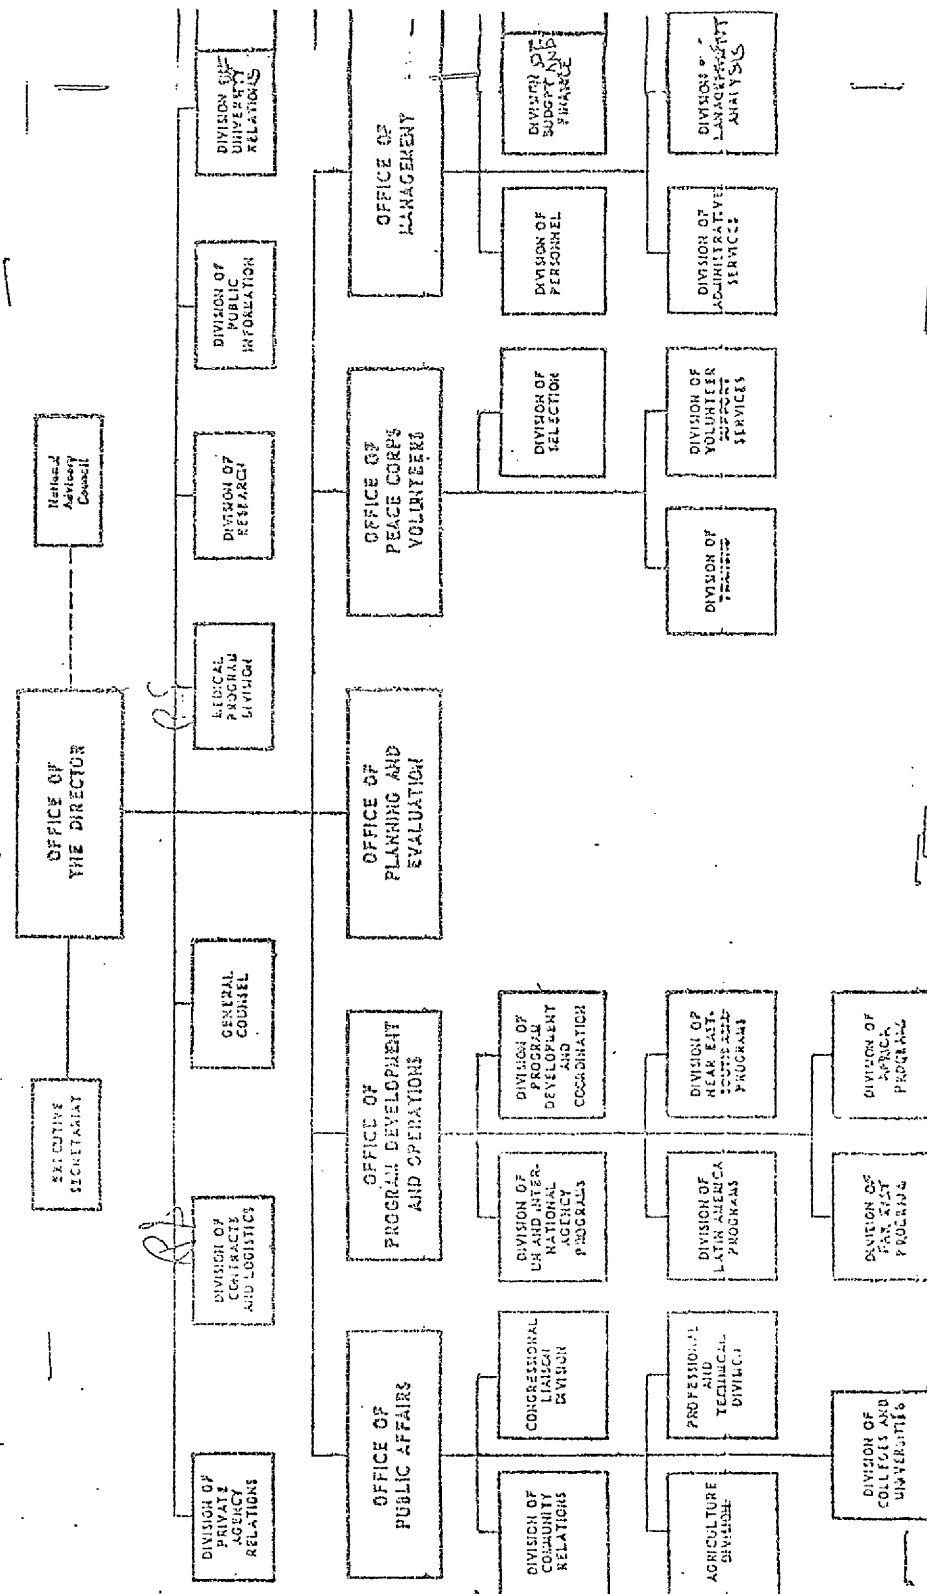 OFFICE OF
THE DIRECTOR
EXECUTIVE
SECRETARIAT
National
Advisory
Council
DIVISION OF
PRIVATE
AGENCY
RELATIONS
DIVISION OF
CONTRACTS
AND LOGISTICS
GENERAL
COUNSEL
MEDICAL
PROGRAM
DIVISION
DIVISION OF
RESEARCH
DIVISION OF
PUBLIC
INFORMATION
DIVISION OF
UNIVERSITY
RELATIONS
OFFICE OF
PUBLIC AFFAIRS
OFFICE OF
PROGRAM DEVELOPMENT
AND OPERATIONS
OFFICE OF
PLANNING AND
EVALUATION
OFFICE OF
PEACE CORPS
VOLUNTEERS
OFFICE OF
MANAGEMENT
DIVISION OF
COMMUNITY
RELATIONS
CONGRESSIONAL
LIAISON
DIVISION
DIVISION OF
UN AND INTER-
NATIONAL
AGENCY
PROGRAMS
DIVISION OF
PROGRAM
DEVELOPMENT
AND
COORDINATION
DIVISION OF
SELECTION
DIVISION OF
PERSONNEL
DIVISION OF
BUDGET AND
FINANCE
AGRICULTURE
DIVISION
PROFESSIONAL
AND
TECHNICAL
DIVISION
DIVISION OF
LATIN AMERICA
PROGRAMS
DIVISION OF
NEAR EAST-
SOUTH ASIA
PROGRAMS
DIVISION OF
TRAINING
DIVISION OF
VOLUNTEER
SUPPORT
SERVICES
DIVISION OF
ADMINISTRATIVE
SERVICES
DIVISION OF
MANAGEMENT
ANALYSIS
DIVISION OF
COLLEGES AND
UNIVERSITIES
DIVISION OF
FAR EAST
PROGRAMS
DIVISION OF
AFRICA
PROGRAMS